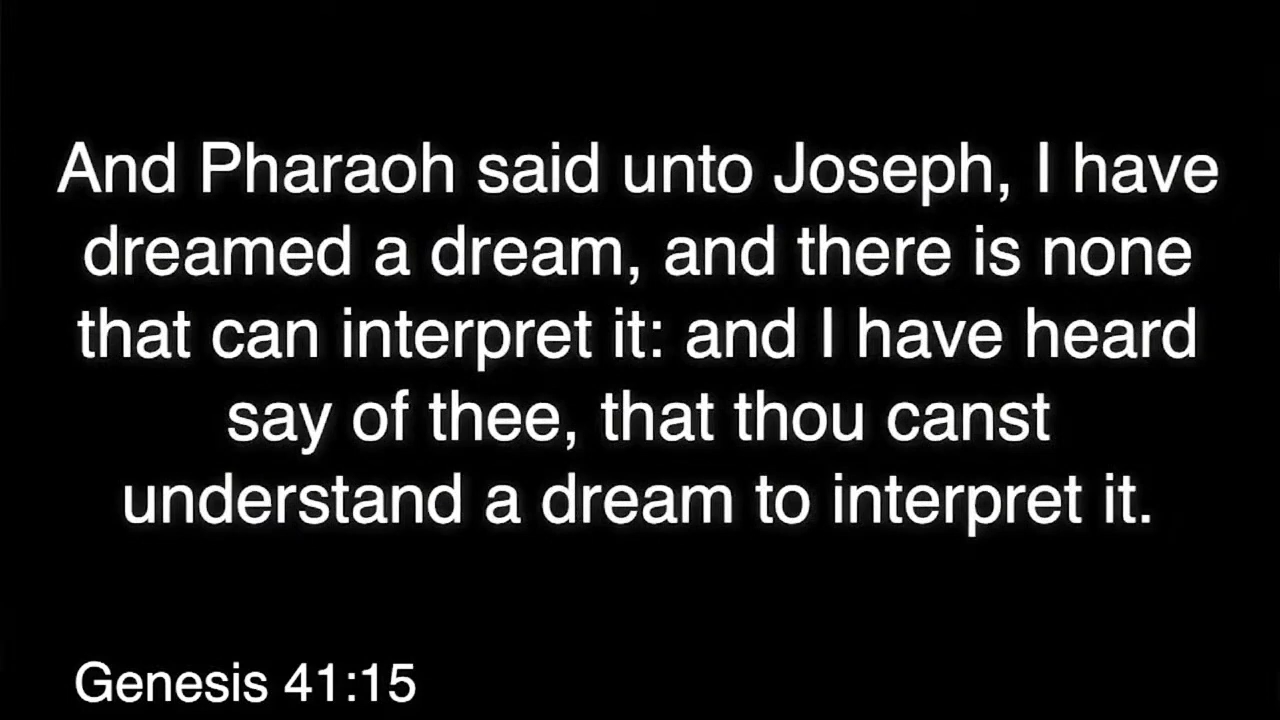 And Pharaoh said unto Joseph, I have
dreamed a dream, and there is none
that can interpret it: and I have heard
say of thee, that thou canst
understand a dream to interpret it.
Genesis 41:15